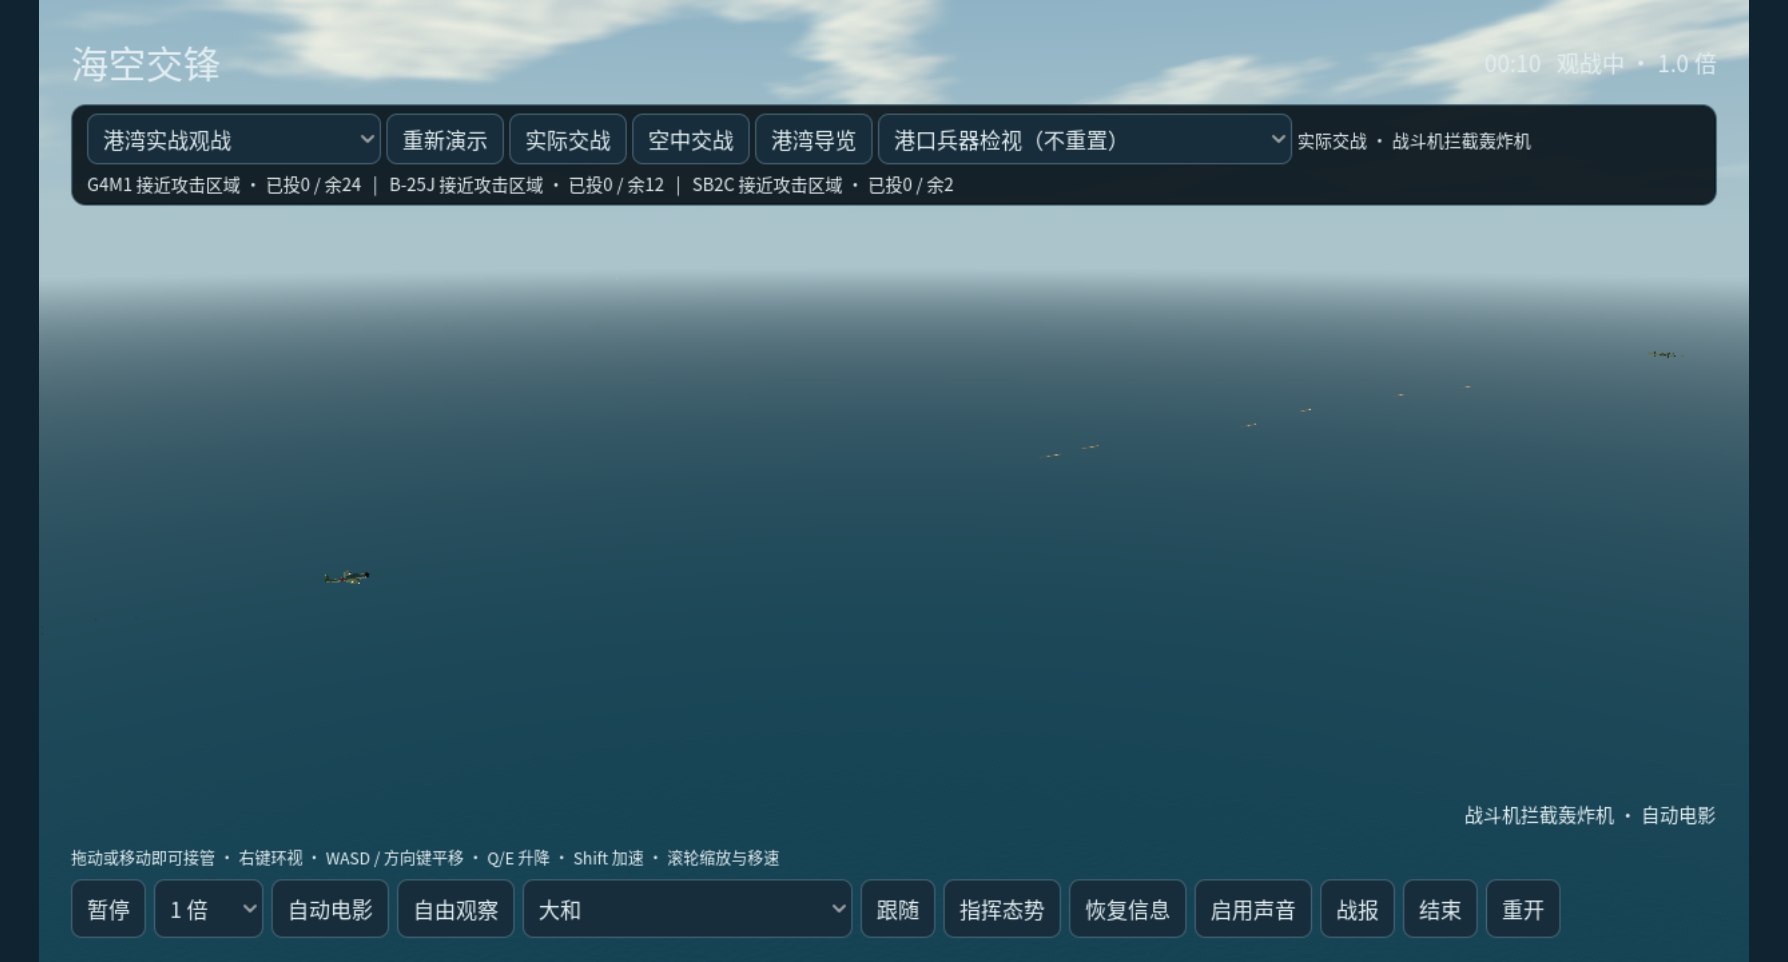 海空交锋
00:10 观战中 · 1.0 倍
港湾实战观战 重新演示 实际交战 空中交战 港湾导览 港口兵器检视（不重置） 实际交战 · 战斗机拦截轰炸机
G4M1 接近攻击区域 · 已投0 / 余24 | B-25J 接近攻击区域 · 已投0 / 余12 | SB2C 接近攻击区域 · 已投0 / 余2
战斗机拦截轰炸机 · 自动电影
拖动或移动即可接管 · 右键环视 · WASD / 方向键平移 · Q/E 升降 · Shift 加速 · 滚轮缩放与移速
暂停 1 倍 自动电影 自由观察 大和 跟随 指挥态势 恢复信息 启用声音 战报 结束 重开